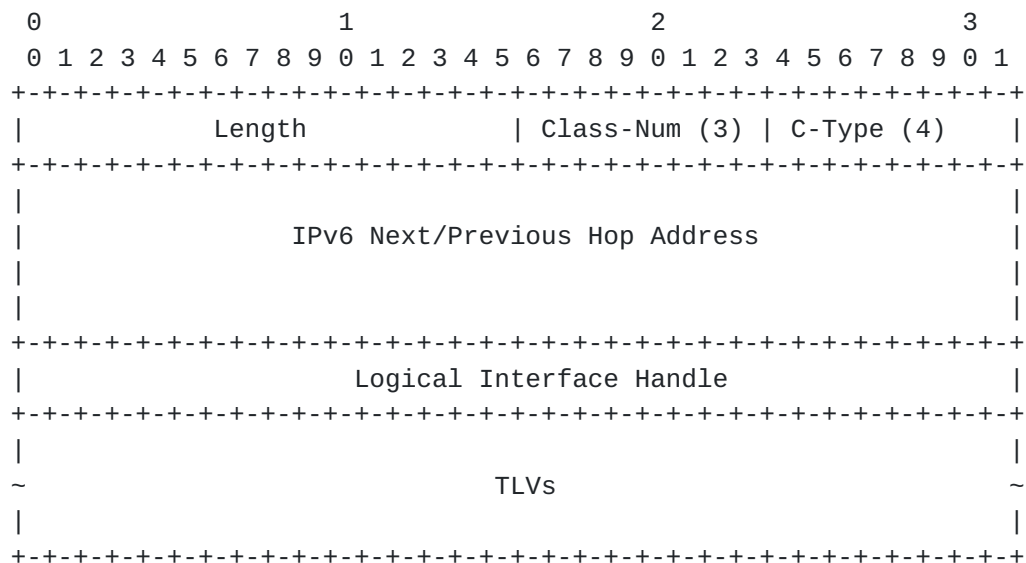 0                   1                   2                   3
 0 1 2 3 4 5 6 7 8 9 0 1 2 3 4 5 6 7 8 9 0 1 2 3 4 5 6 7 8 9 0 1
+-+-+-+-+-+-+-+-+-+-+-+-+-+-+-+-+-+-+-+-+-+-+-+-+-+-+-+-+-+-+-+-+
|            Length             | Class-Num (3) | C-Type (4)    |
+-+-+-+-+-+-+-+-+-+-+-+-+-+-+-+-+-+-+-+-+-+-+-+-+-+-+-+-+-+-+-+-+
|                                                               |
|                 IPv6 Next/Previous Hop Address                |
|                                                               |
|                                                               |
+-+-+-+-+-+-+-+-+-+-+-+-+-+-+-+-+-+-+-+-+-+-+-+-+-+-+-+-+-+-+-+-+
|                     Logical Interface Handle                  |
+-+-+-+-+-+-+-+-+-+-+-+-+-+-+-+-+-+-+-+-+-+-+-+-+-+-+-+-+-+-+-+-+
|                                                               |
~                              TLVs                             ~
|                                                               |
+-+-+-+-+-+-+-+-+-+-+-+-+-+-+-+-+-+-+-+-+-+-+-+-+-+-+-+-+-+-+-+-+